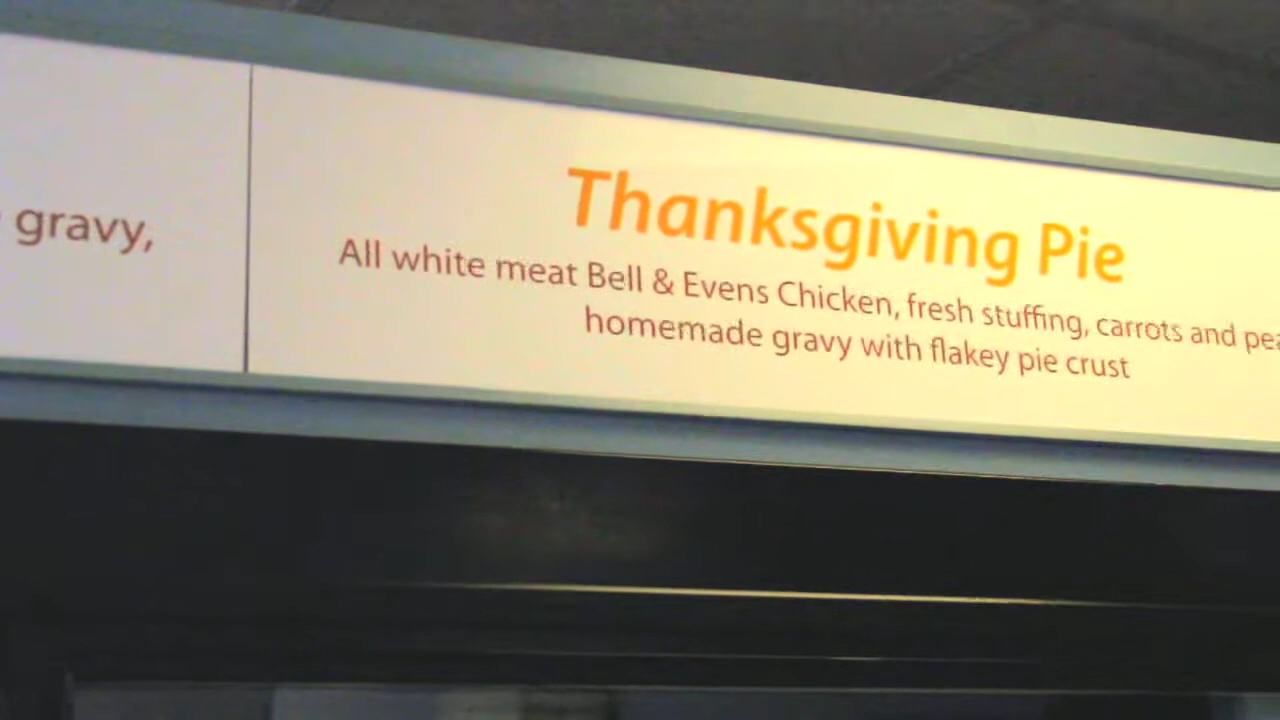 gravy,
Thanksgiving Pie
All white meat Bell & Evens Chicken, fresh stuffing, carrots and
homemade gravy with flakey pie crust